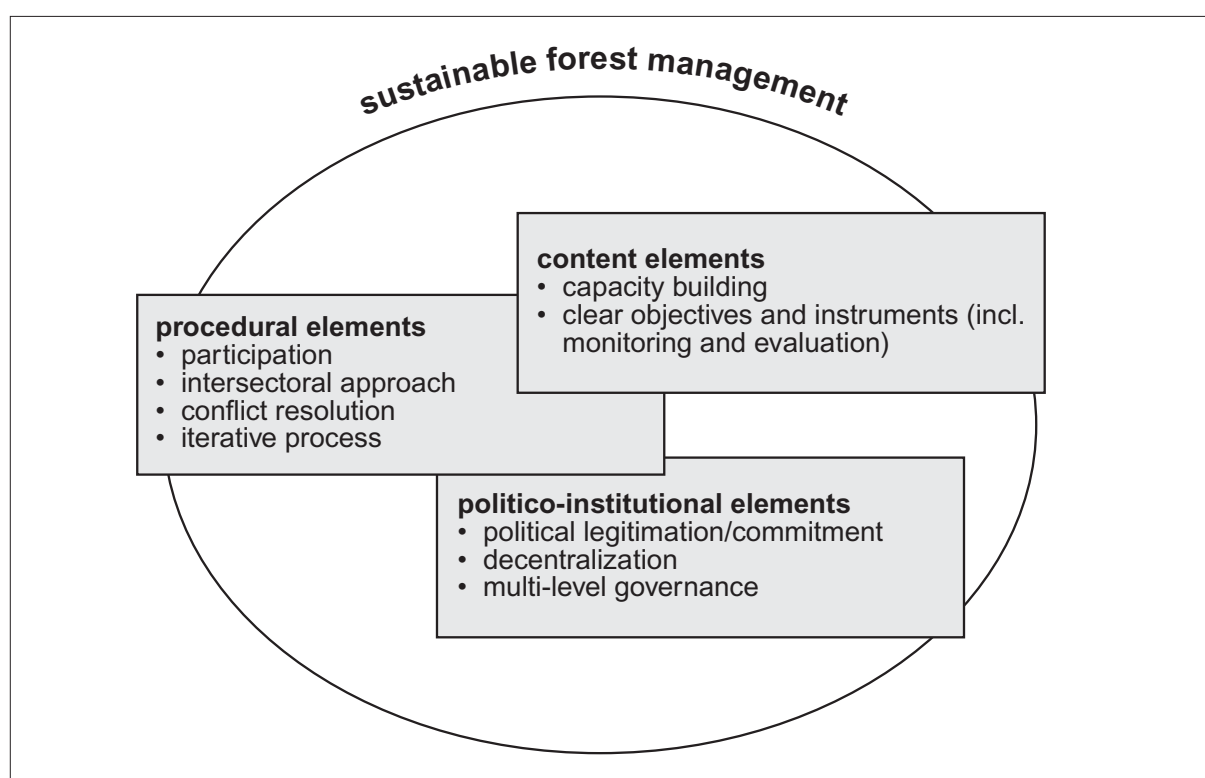 sustainable forest management
content elements
• capacity building
• clear objectives and instruments (incl.
monitoring and evaluation)
procedural elements
• participation
• intersectoral approach
• conflict resolution
• iterative process
politico-institutional elements
• political legitimation/commitment
• decentralization
• multi-level governance